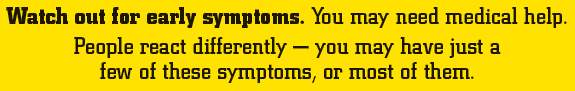 Watch out for early symptoms. You may need medical help.
People react differently — you may have just a
few of these symptoms, or most of them.